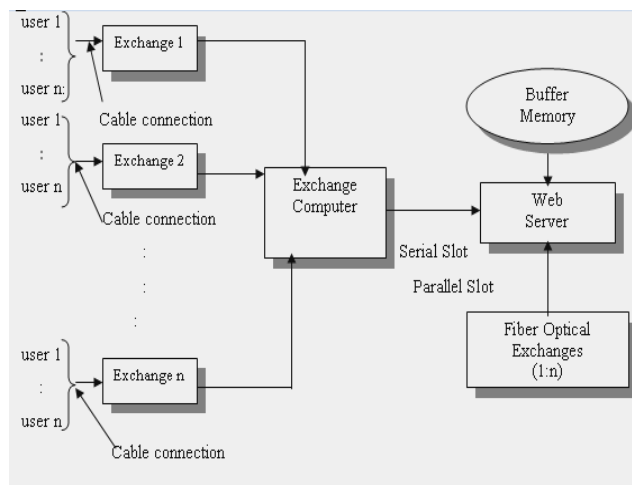 user 1
:
user n:
Exchange 1
Cable connection
user 1
:
user n
Exchange 2
Cable connection
:
:
:
user 1
:
user n
Exchange n
Cable connection
Exchange
Computer
Serial Slot
Parallel Slot
Buffer
Memory
Web
Server
Fiber Optical
Exchanges
(1:n)